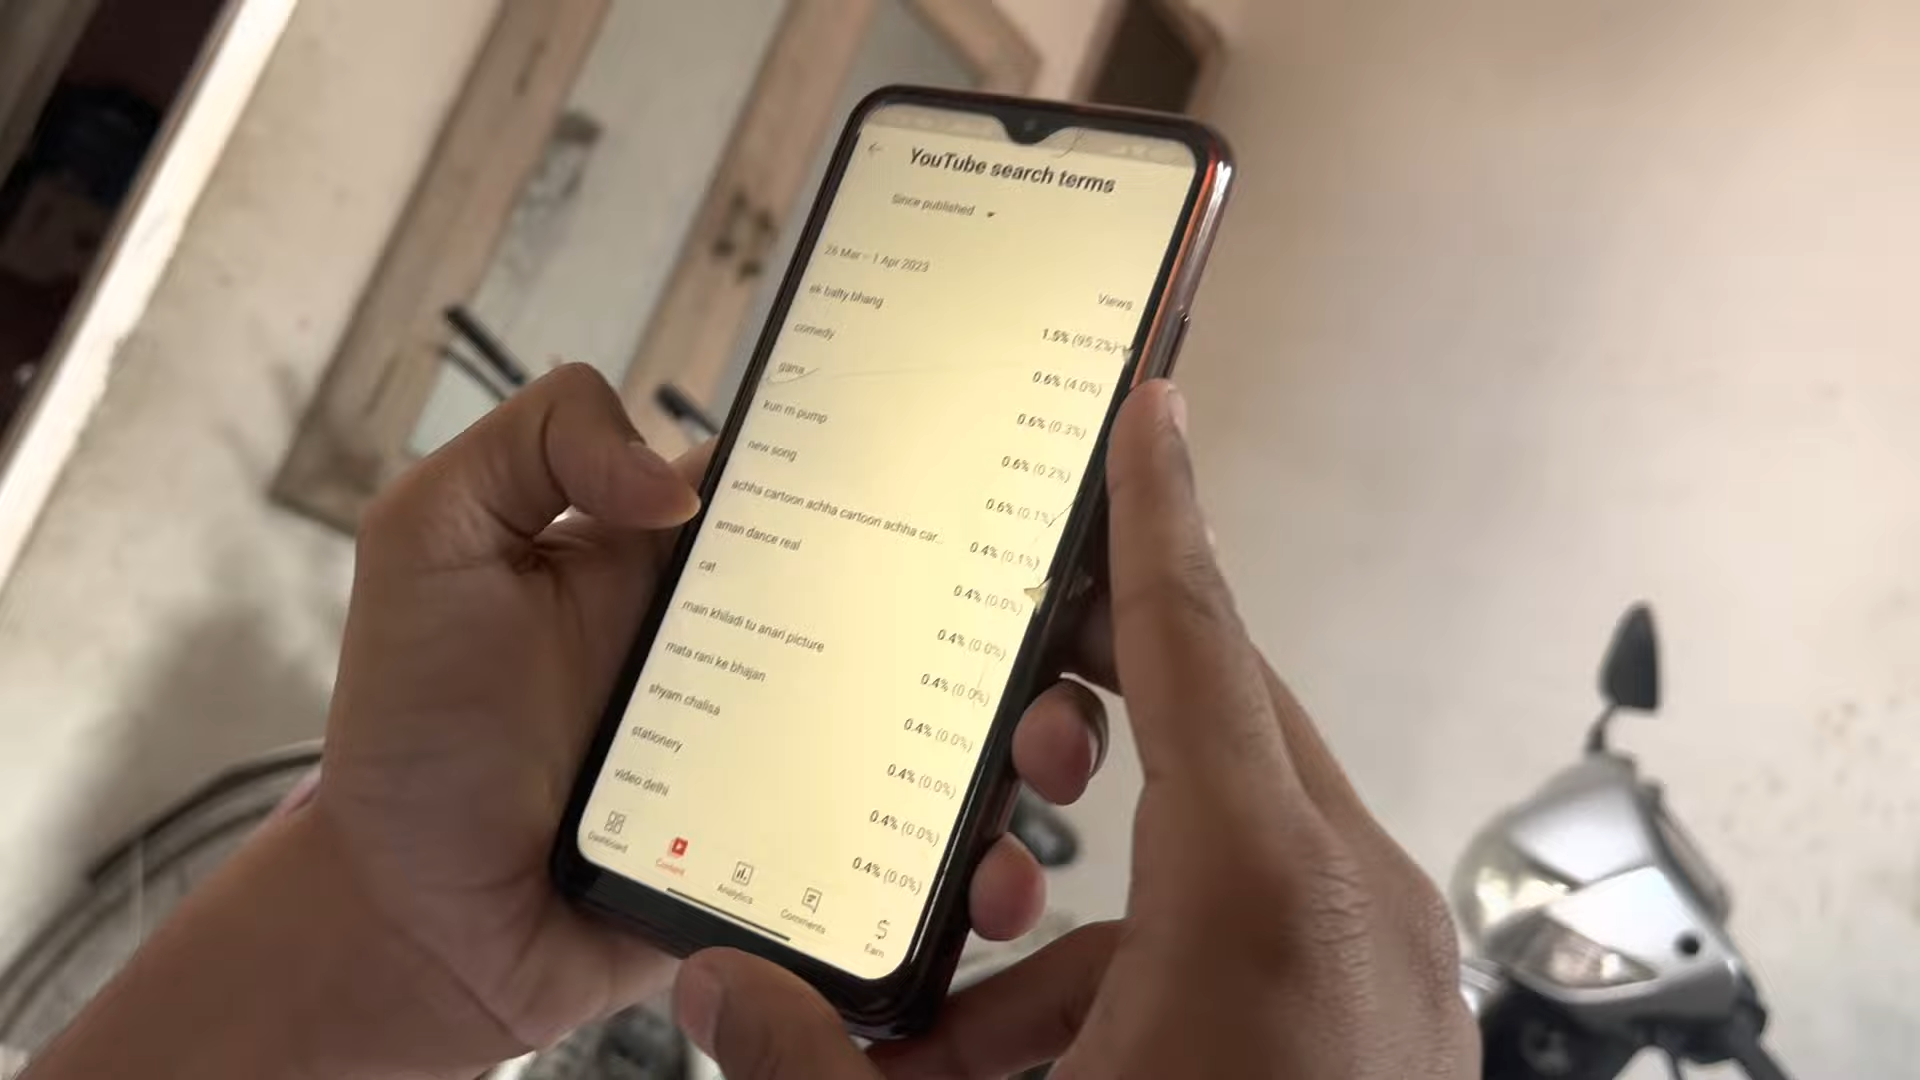 YouTube search terms
Since published
26 Mar – 1 Apr 2023
Views
ek balty bhang 1.5% (95.2%)
comedy 0.6% (4.0%)
gana 0.6% (0.3%)
kuri m pump 0.6% (0.2%)
new song 0.6% (0.1%)
achha cartoon achha cartoon achha car... 0.4% (0.1%)
aman dance real 0.4% (0.0%)
cat 0.4% (0.0%)
main khiladi tu anari picture 0.4% (0.0%)
mata rani ke bhajan 0.4% (0.0%)
shyam chalisa 0.4% (0.0%)
stationery 0.4% (0.0%)
video delhi 0.4% (0.0%)
Dashboard Content Analytics Comments Earn